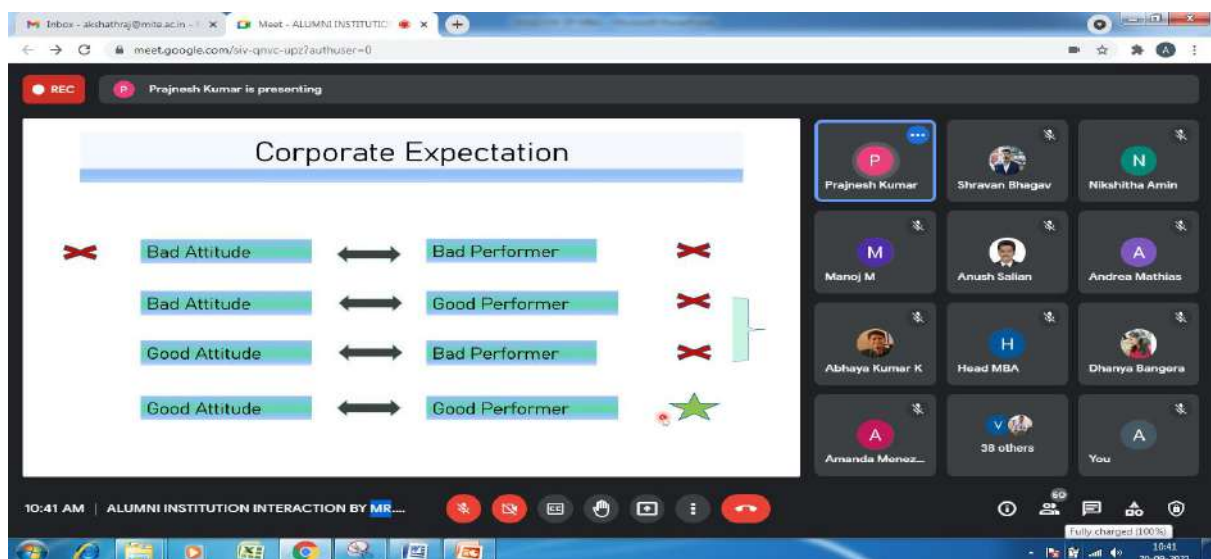 Inbox - akshathraj@mite.ac.in -
Meet - ALUMNI INSTITUTIC
meet.google.com/siv-qnvc-upz?authuser=0
A
REC
P Prajnesh Kumar is presenting
Corporate Expectation
Bad Attitude Bad Performer
Bad Attitude Good Performer
Good Attitude Bad Performer
Good Attitude Good Performer
P
Prajnesh Kumar
Shravan Bhagav
N
Nikshitha Amin
M
Manoj M
Anush Salian
A
Andrea Mathias
Abhaya Kumar K
H
Head MBA
Dhanya Bangera
A
Amanda Menez...
V
38 others
A
You
10:41 AM | ALUMNI INSTITUTION INTERACTION BY MR....
CC
60
Fully charged (100%)
10:41